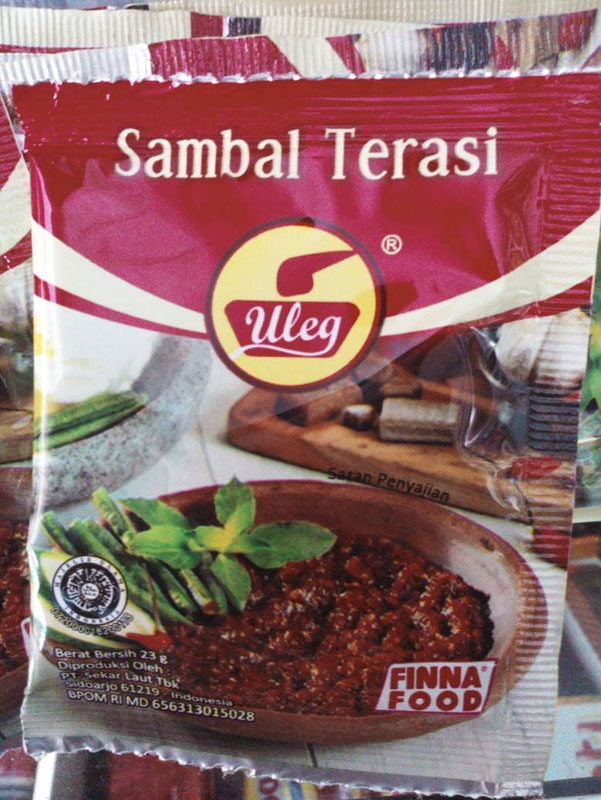 Sambal Terasi
®
Uleg
Saran Penyajian
Berat Bersih 23 g
Diproduksi Oleh :
PT. Sekar Laut Tbk
Sidoarjo 61219 - Indonesia
BPOM RI MD 656313015028
FINNA®
FOOD